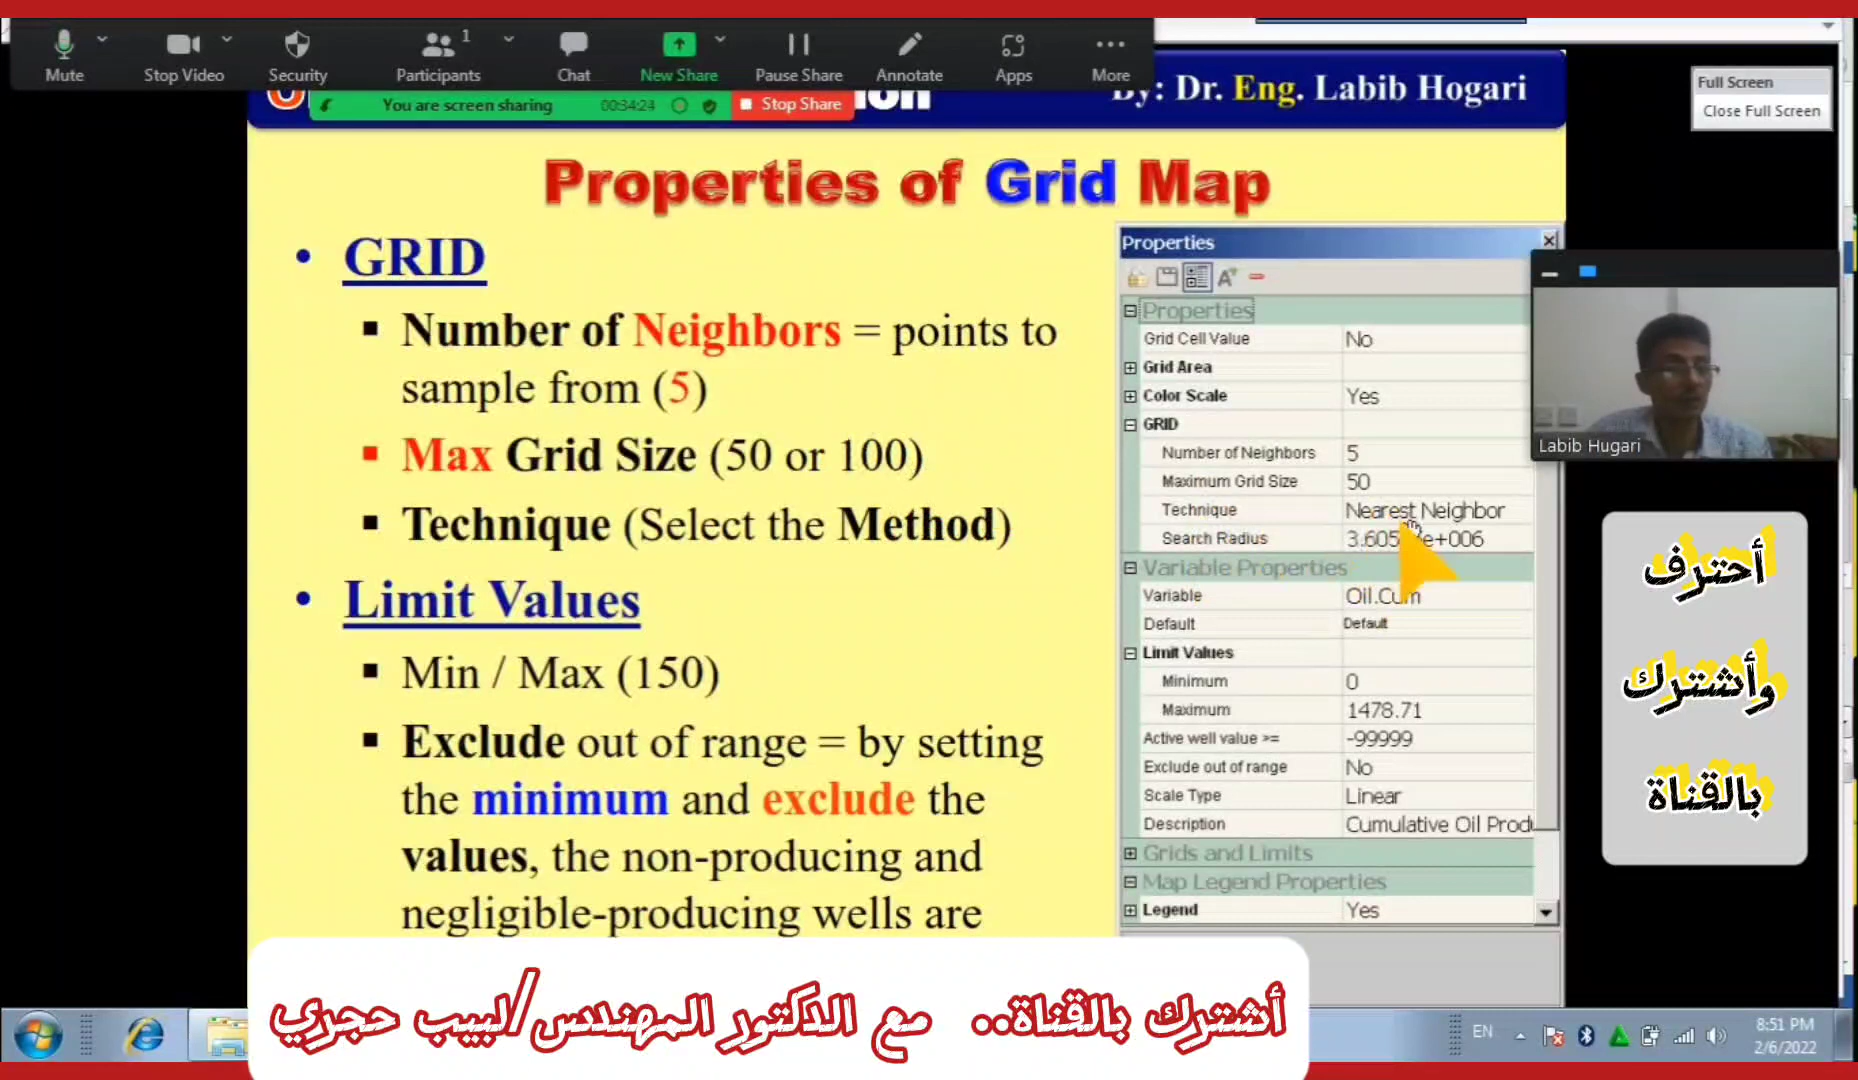 Mute
Stop Video
Security
Participants
1
Chat
New Share
Pause Share
Annotate
Apps
More
You are screen sharing
00:34:24
Stop Share
By: Dr. Eng. Labib Hogari
Full Screen
Close Full Screen
Properties of Grid Map
• GRID
▪ Number of Neighbors = points to
sample from (5)
▪ Max Grid Size (50 or 100)
▪ Technique (Select the Method)
• Limit Values
▪ Min / Max (150)
▪ Exclude out of range = by setting
the minimum and exclude the
values, the non-producing and
negligible-producing wells are
Properties
Properties
Grid Cell Value No
Grid Area
Color Scale Yes
GRID
Number of Neighbors 5
Maximum Grid Size 50
Technique Nearest Neighbor
Search Radius
Variable Properties
Variable Oil.Cum
Default Default
Limit Values
Minimum 0
Maximum 1478.71
Active well value >= -99999
Exclude out of range No
Scale Type Linear
Description Cumulative Oil Prod
Grids and Limits
Map Legend Properties
Legend Yes
Labib Hugari
أحترف
وأشترك
بالقناة
أشترك بالقناة.. مع الدكتور المهندس/لبيب حجري
EN
8:51 PM
2/6/2022